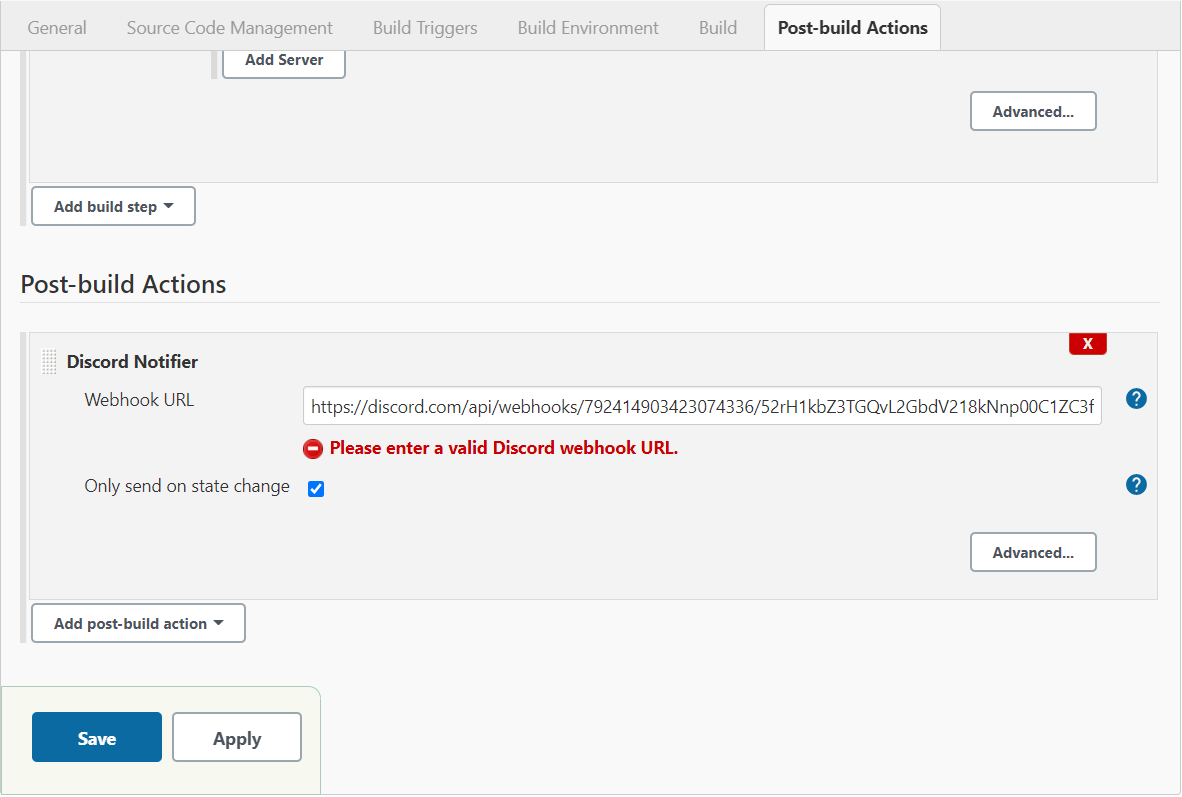 General Source Code Management Build Triggers Build Environment Build Post-build Actions
Add Server
Advanced...
Add build step
Post-build Actions
X
Discord Notifier
Webhook URL
https://discord.com/api/webhooks/792414903423074336/52rH1kbZ3TGQvL2GbdV218kNnp00C1ZC3f
?
Please enter a valid Discord webhook URL.
Only send on state change
?
Advanced...
Add post-build action
Save Apply